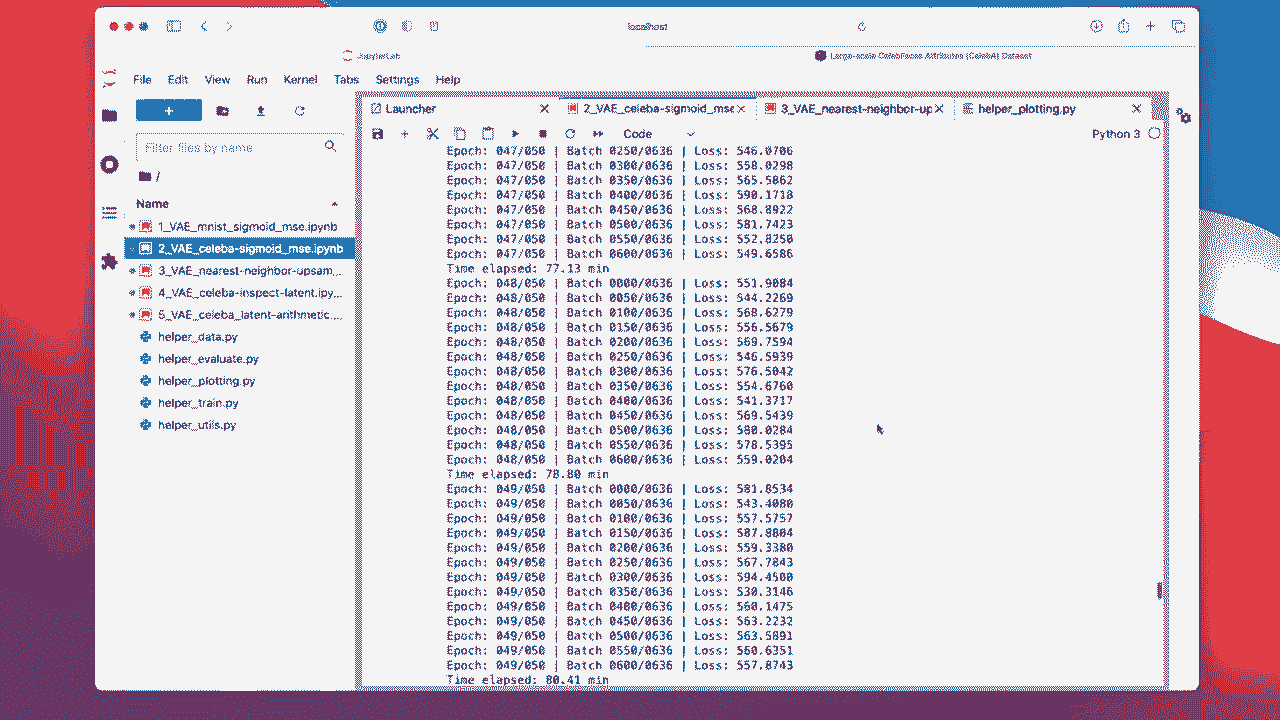 localhost
JupyterLab
Large-scale CelebFaces Attributes (CelebA) Dataset
File Edit View Run Kernel Tabs Settings Help
Launcher
2_VAE_celeba-sigmoid_mse
3_VAE_nearest-neighbor-up
helper_plotting.py
Code
Python 3
Filter files by name
/
Name
1_VAE_mnist_sigmoid_mse.ipynb
2_VAE_celeba-sigmoid_mse.ipynb
3_VAE_nearest-neighbor-upsam...
4_VAE_celeba-inspect-latent.ipy...
5_VAE_celeba_latent-arithmetic....
helper_data.py
helper_evaluate.py
helper_plotting.py
helper_train.py
helper_utils.py
Epoch: 047/050 | Batch 0250/0636 | Loss: 546.0706
Epoch: 047/050 | Batch 0300/0636 | Loss: 558.0298
Epoch: 047/050 | Batch 0350/0636 | Loss: 565.5862
Epoch: 047/050 | Batch 0400/0636 | Loss: 590.1718
Epoch: 047/050 | Batch 0450/0636 | Loss: 568.8922
Epoch: 047/050 | Batch 0500/0636 | Loss: 581.7423
Epoch: 047/050 | Batch 0550/0636 | Loss: 552.8250
Epoch: 047/050 | Batch 0600/0636 | Loss: 549.6586
Time elapsed: 77.13 min
Epoch: 048/050 | Batch 0000/0636 | Loss: 551.9084
Epoch: 048/050 | Batch 0050/0636 | Loss: 544.2269
Epoch: 048/050 | Batch 0100/0636 | Loss: 568.6279
Epoch: 048/050 | Batch 0150/0636 | Loss: 556.5679
Epoch: 048/050 | Batch 0200/0636 | Loss: 569.7594
Epoch: 048/050 | Batch 0250/0636 | Loss: 546.5939
Epoch: 048/050 | Batch 0300/0636 | Loss: 576.5042
Epoch: 048/050 | Batch 0350/0636 | Loss: 554.6760
Epoch: 048/050 | Batch 0400/0636 | Loss: 541.3717
Epoch: 048/050 | Batch 0450/0636 | Loss: 569.5439
Epoch: 048/050 | Batch 0500/0636 | Loss: 580.0284
Epoch: 048/050 | Batch 0550/0636 | Loss: 578.5395
Epoch: 048/050 | Batch 0600/0636 | Loss: 559.0204
Time elapsed: 78.80 min
Epoch: 049/050 | Batch 0000/0636 | Loss: 581.8534
Epoch: 049/050 | Batch 0050/0636 | Loss: 543.4080
Epoch: 049/050 | Batch 0100/0636 | Loss: 557.5757
Epoch: 049/050 | Batch 0150/0636 | Loss: 587.8804
Epoch: 049/050 | Batch 0200/0636 | Loss: 559.3380
Epoch: 049/050 | Batch 0250/0636 | Loss: 567.7843
Epoch: 049/050 | Batch 0300/0636 | Loss: 594.4500
Epoch: 049/050 | Batch 0350/0636 | Loss: 530.3146
Epoch: 049/050 | Batch 0400/0636 | Loss: 560.1475
Epoch: 049/050 | Batch 0450/0636 | Loss: 563.2232
Epoch: 049/050 | Batch 0500/0636 | Loss: 563.5891
Epoch: 049/050 | Batch 0550/0636 | Loss: 560.6351
Epoch: 049/050 | Batch 0600/0636 | Loss: 557.8743
Time elapsed: 80.41 min